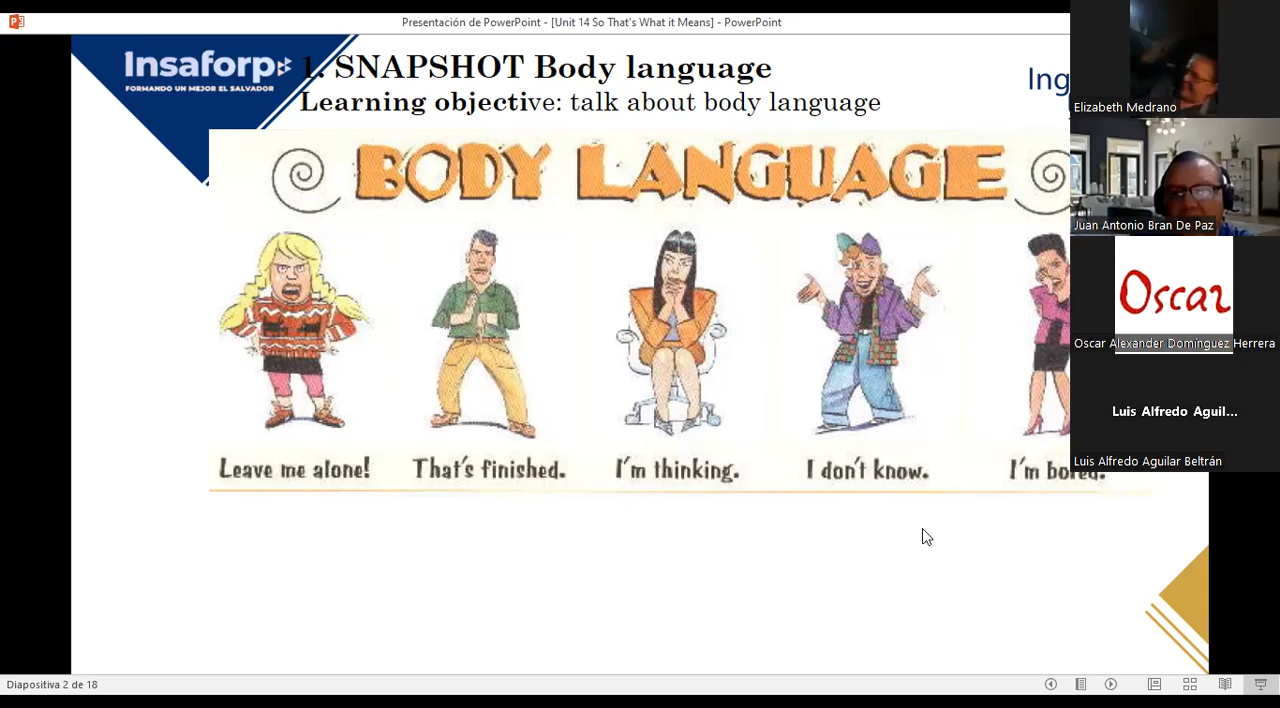 Presentación de PowerPoint - [Unit 14 So That's What it Means] - PowerPoint
Insaforp
FORMANDO UN MEJOR EL SALVADOR
1. SNAPSHOT Body language
Learning objective: talk about body language
Ing
BODY LANGUAGE
Leave me alone!
That's finished.
I'm thinking.
I don't know.
I'm bored.
Elizabeth Medrano
Juan Antonio Bran De Paz
Oscar
Oscar Alexander Domínguez Herrera
Luis Alfredo Aguil...
Luis Alfredo Aguilar Beltrán
Diapositiva 2 de 18